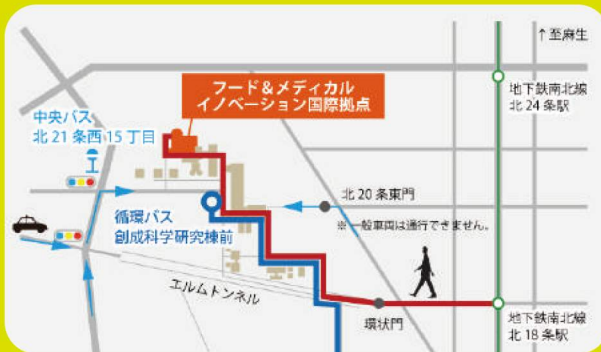 ↑至麻生
フード＆メディカル
イノベーション国際拠点
地下鉄南北線
北24条駅
中央バス
北21条西15丁目
北20条東門
※一般車両は通行できません。
循環バス
創成科学研究棟前
エルムトンネル
環状門
地下鉄南北線
北18条駅